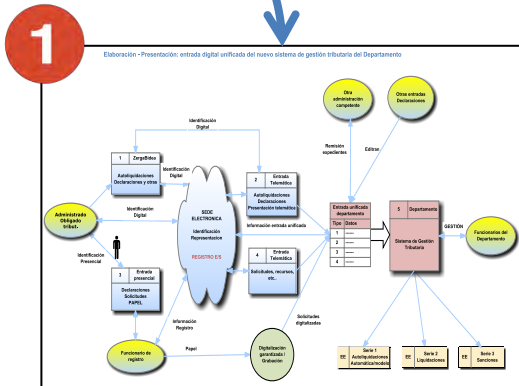 1
Elaboración - Presentación: entrada digital unificada del nuevo sistema de gestión tributaria del Departamento
Otra
administración
competente
Otras entradas
Declaraciones
Identificación
Digital
Remisión
expedientes
Editras
1 ZergaBidea
Autoliquidaciones
Declaraciones y otras
Identificación
Digital
2 Entrada
Telemática
Autoliquidaciones
Declaraciones
Presentación telemática
Administrado
Obligado
tribut.
Identificación
Digital
SEDE
ELECTRONICA
Identificación
Representacion
REGISTRO E/S
Información entrada unificada
Entrada unificada
departamento
Tipo Datos
1 -----
2 -----
3 -----
4 -----
5 Departamento
Sistema de Gestión
Tributaria
GESTIÓN
Funcionarios del
Departamento
Identificación
Presencial
3 Entrada
presencial
Declaraciones
Solicitudes
PAPEL
4 Entrada
Telemática
Solicitudes, recursos,
etc..
Información
Registro
Solicitudes
digitalizadas
Funcionario de
registro
Papel
Digitalización
garantizada /
Grabación
EE Serie 1
Autoliquidaciones
Automática/modelo
EE Serie 2
Liquidaciones
EE Serie 3
Sanciones